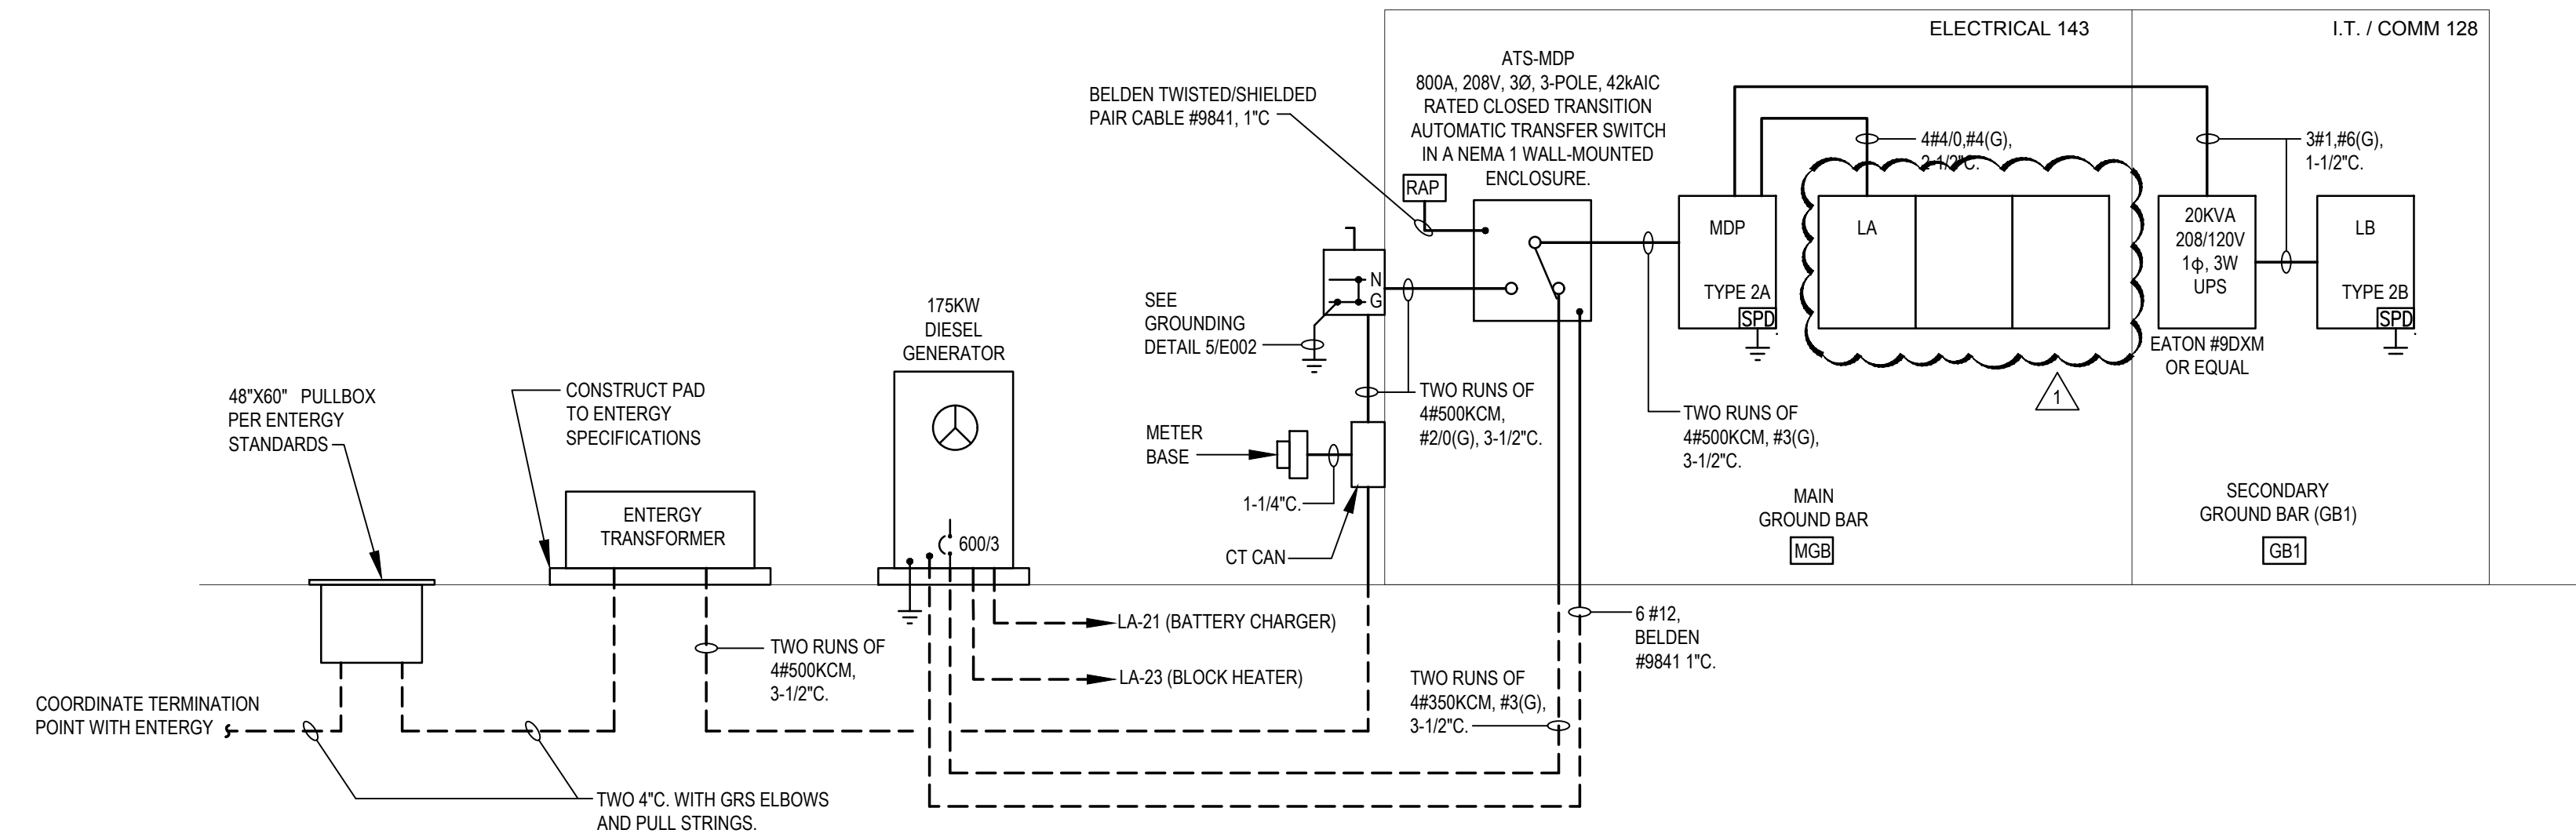 ELECTRICAL 143
I.T. / COMM 128
ATS-MDP
800A, 208V, 3Ø, 3-POLE, 42kAIC
RATED CLOSED TRANSITION
AUTOMATIC TRANSFER SWITCH
IN A NEMA 1 WALL-MOUNTED
ENCLOSURE.
BELDEN TWISTED/SHIELDED
PAIR CABLE #9841, 1"C
RAP
4#4/0,#4(G),
2-1/2"C.
3#1,#6(G),
1-1/2"C.
MDP
TYPE 2A
SPD
LA
20KVA
208/120V
1ϕ, 3W
UPS
EATON #9DXM
OR EQUAL
LB
TYPE 2B
SPD
N
G
SEE
GROUNDING
DETAIL 5/E002
175KW
DIESEL
GENERATOR
600/3
48"X60" PULLBOX
PER ENTERGY
STANDARDS
CONSTRUCT PAD
TO ENTERGY
SPECIFICATIONS
ENTERGY
TRANSFORMER
METER
BASE
1-1/4"C.
CT CAN
TWO RUNS OF
4#500KCM,
#2/0(G), 3-1/2"C.
TWO RUNS OF
4#500KCM, #3(G),
3-1/2"C.
1
MAIN
GROUND BAR
MGB
SECONDARY
GROUND BAR (GB1)
GB1
LA-21 (BATTERY CHARGER)
LA-23 (BLOCK HEATER)
TWO RUNS OF
4#500KCM,
3-1/2"C.
6 #12,
BELDEN
#9841 1"C.
TWO RUNS OF
4#350KCM, #3(G),
3-1/2"C.
COORDINATE TERMINATION
POINT WITH ENTERGY
TWO 4"C. WITH GRS ELBOWS
AND PULL STRINGS.